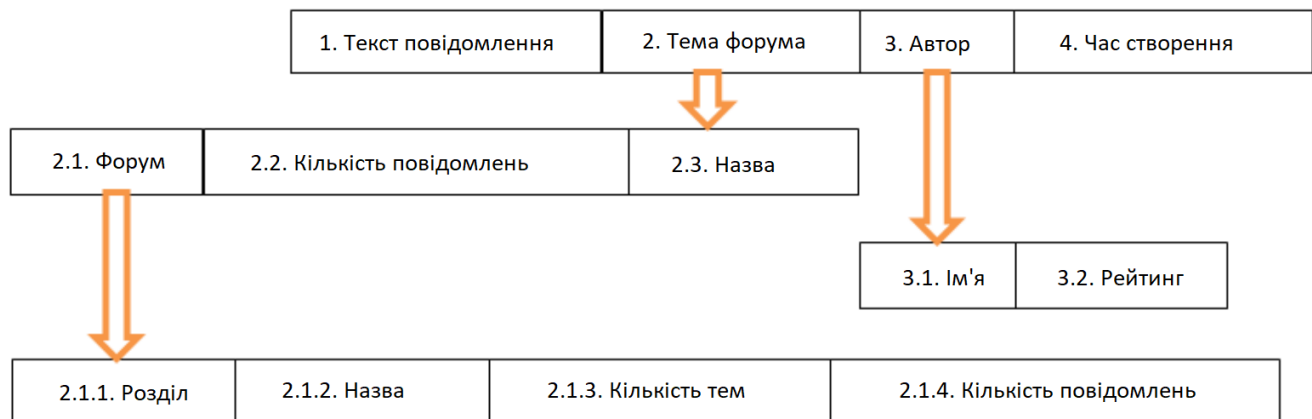 1. Текст повідомлення 2. Тема форума 3. Автор 4. Час створення
2.1. Форум 2.2. Кількість повідомлень 2.3. Назва
3.1. Ім'я 3.2. Рейтинг
2.1.1. Розділ 2.1.2. Назва 2.1.3. Кількість тем 2.1.4. Кількість повідомлень